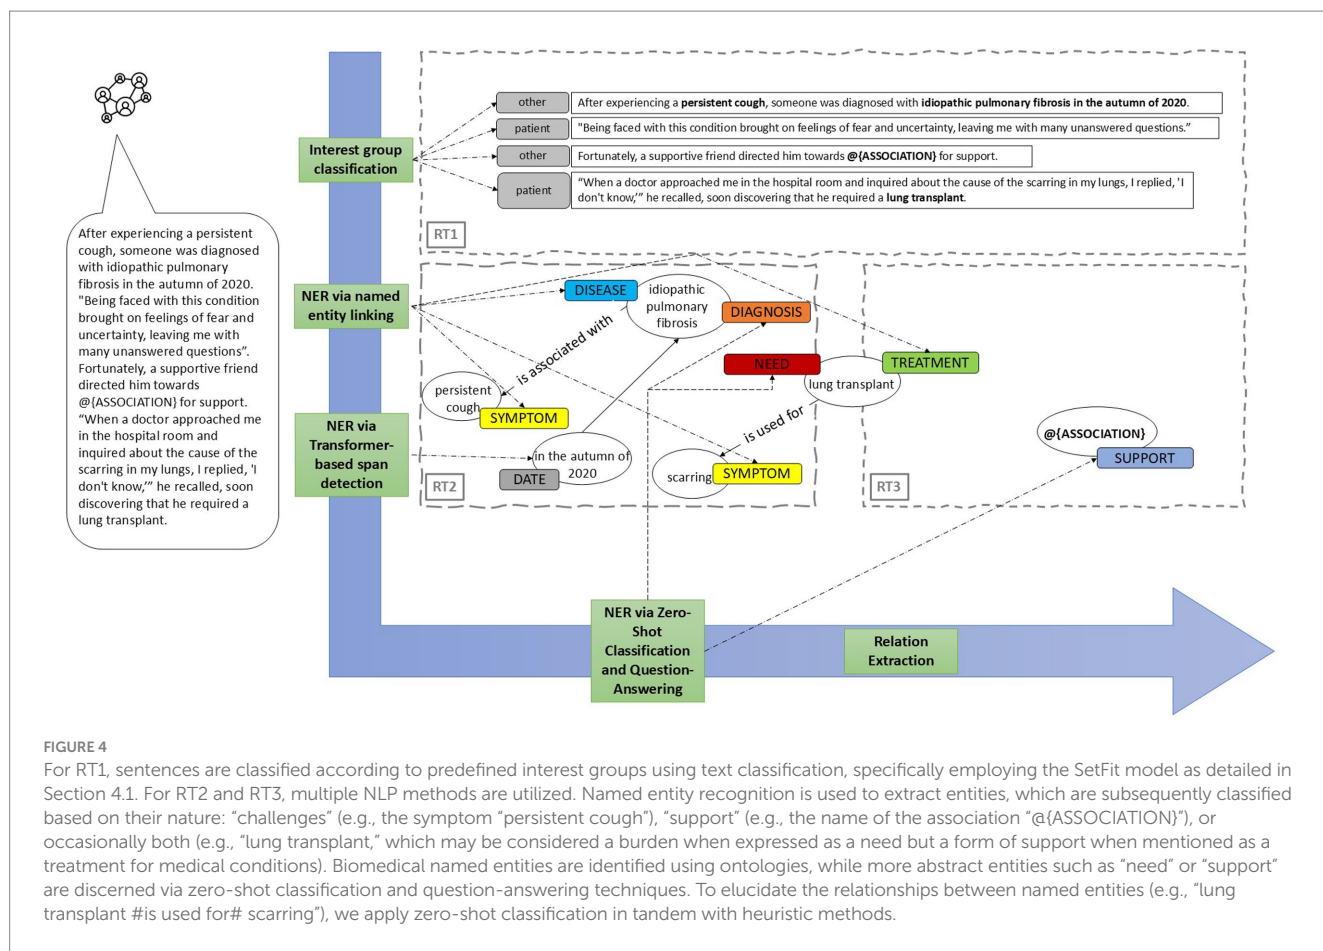 After experiencing a persistent
cough, someone was diagnosed
with idiopathic pulmonary
fibrosis in the autumn of 2020.
"Being faced with this condition
brought on feelings of fear and
uncertainty, leaving me with
many unanswered questions”.
Fortunately, a supportive friend
directed him towards
@{ASSOCIATION} for support.
“When a doctor approached me
in the hospital room and
inquired about the cause of the
scarring in my lungs, I replied, 'I
don't know,’” he recalled, soon
discovering that he required a
lung transplant.
Interest group
classification
other
After experiencing a persistent cough, someone was diagnosed with idiopathic pulmonary fibrosis in the autumn of 2020.
patient
"Being faced with this condition brought on feelings of fear and uncertainty, leaving me with many unanswered questions.”
other
Fortunately, a supportive friend directed him towards @{ASSOCIATION} for support.
patient
“When a doctor approached me in the hospital room and inquired about the cause of the scarring in my lungs, I replied, 'I
don't know,’” he recalled, soon discovering that he required a lung transplant.
RT1
NER via named
entity linking
DISEASE
idiopathic
pulmonary
fibrosis
DIAGNOSIS
is associated with
NEED
TREATMENT
lung transplant
persistent
cough
SYMPTOM
is used for
NER via
Transformer-
based span
detection
in the autumn of
2020
DATE
scarring
SYMPTOM
RT2
@{ASSOCIATION}
SUPPORT
RT3
NER via Zero-
Shot
Classification
and Question-
Answering
Relation
Extraction
FIGURE 4
For RT1, sentences are classified according to predefined interest groups using text classification, specifically employing the SetFit model as detailed in
Section 4.1. For RT2 and RT3, multiple NLP methods are utilized. Named entity recognition is used to extract entities, which are subsequently classified
based on their nature: “challenges” (e.g., the symptom “persistent cough”), “support” (e.g., the name of the association “@{ASSOCIATION}”), or
occasionally both (e.g., “lung transplant,” which may be considered a burden when expressed as a need but a form of support when mentioned as a
treatment for medical conditions). Biomedical named entities are identified using ontologies, while more abstract entities such as “need” or “support”
are discerned via zero-shot classification and question-answering techniques. To elucidate the relationships between named entities (e.g., “lung
transplant #is used for# scarring”), we apply zero-shot classification in tandem with heuristic methods.